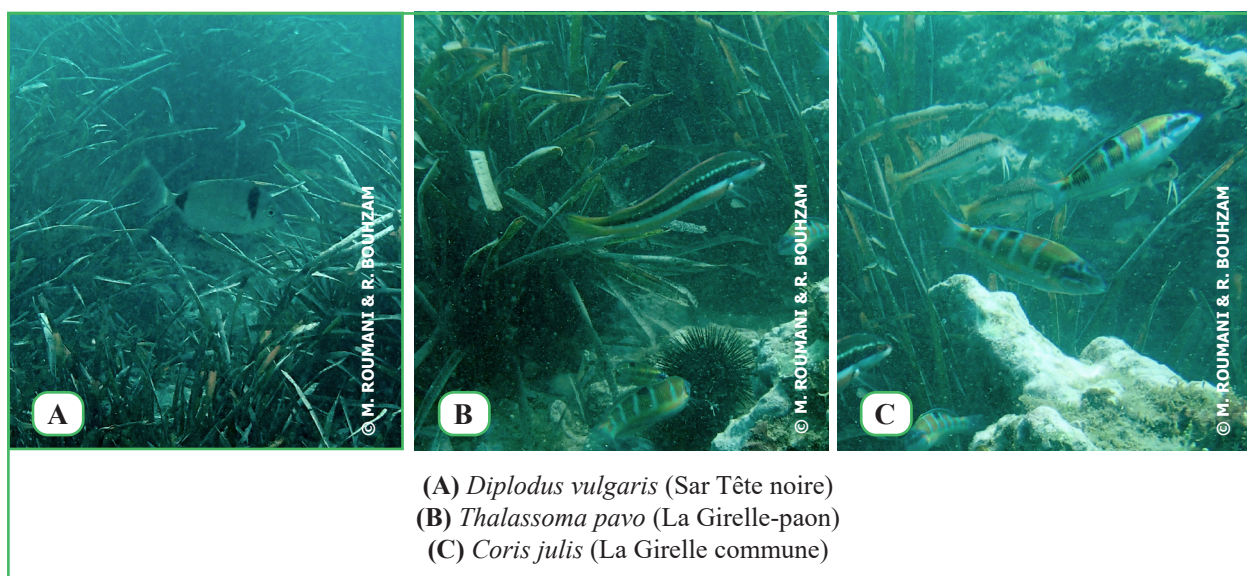 © M. ROUMANI & R. BOUHZAM
A
© M. ROUMANI & R. BOUHZAM
B
© M. ROUMANI & R. BOUHZAM
C
(A) Diplodus vulgaris (Sar Tête noire)
(B) Thalassoma pavo (La Girelle-paon)
(C) Coris julis (La Girelle commune)